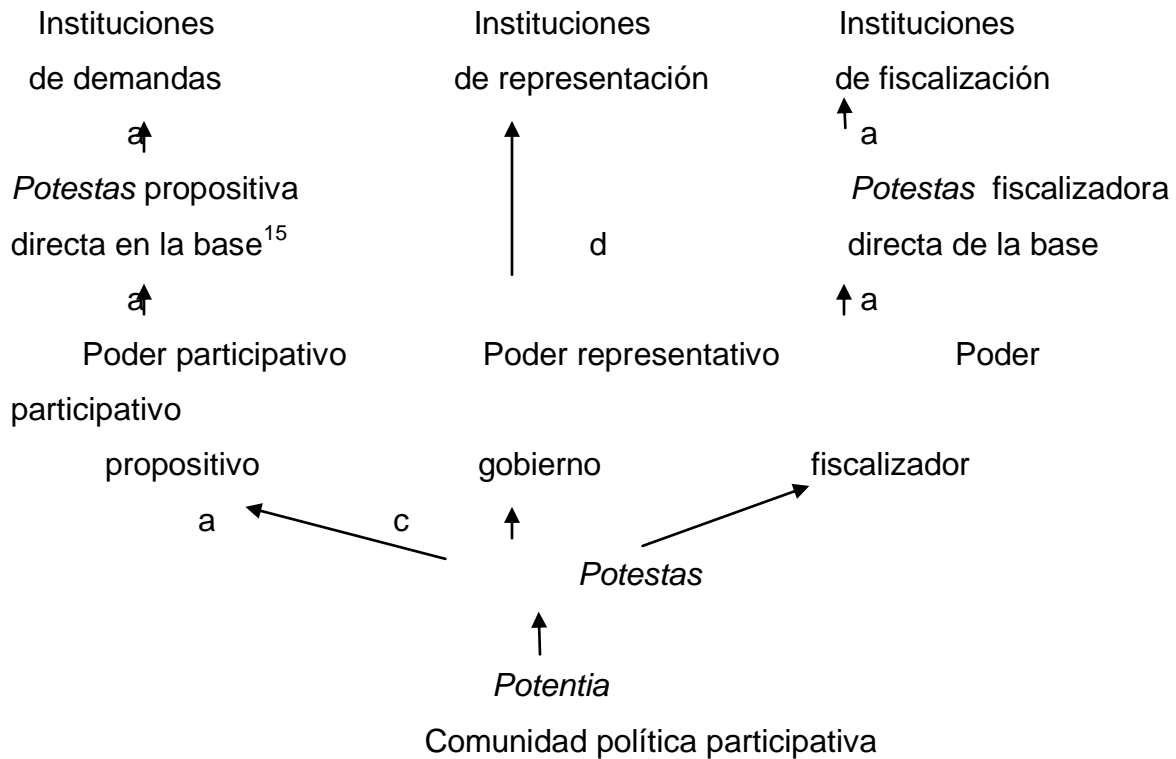 Instituciones Instituciones Instituciones
de demandas de representación de fiscalización
a a
Potestas propositiva Potestas fiscalizadora
directa en la base15 d directa de la base
a a
Poder participativo Poder representativo Poder
participativo
propositivo gobierno fiscalizador
a c
Potestas
Potentia
Comunidad política participativa